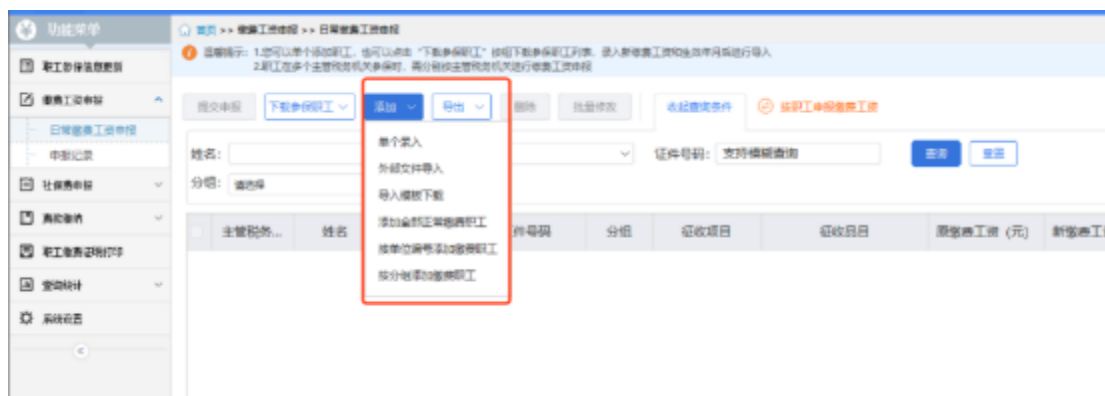 功能菜单
首页 >> 缴费工资申报 >> 日常缴费工资申报
温馨提示：1.您可以单个添加职工，也可以点击“下载参保职工”按钮下载参保职工列表，录入新缴费工资和生效年月后进行导入
2.职工在多个主管税务机关参保时，需分别按主管税务机关进行缴费工资申报
职工参保信息更新
缴费工资申报
日常缴费工资申报
申报记录
社保费申报
费款缴纳
职工缴费证明打印
查询统计
系统设置
提交申报
下载参保职工
添加
导出
删除
批量修改
收起查询条件
按职工申报缴费工资
姓名：
证件号码：
支持模糊查询
查询
重置
分组：
请选择
单个录入
外部文件导入
导入模板下载
添加全部正常缴费职工
按单位编号添加缴费职工
按分组添加缴费职工
主管税务...
姓名
件号码
分组
征收项目
征收品目
原缴费工资（元）
新缴费工